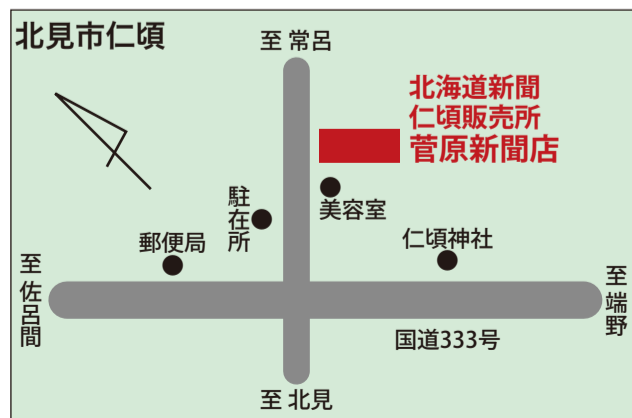 北見市仁頃
至 常呂
北海道新聞
仁頃販売所
菅原新聞店
美容室
駐在所
郵便局
仁頃神社
至 佐呂間
至 端野
国道333号
至 北見